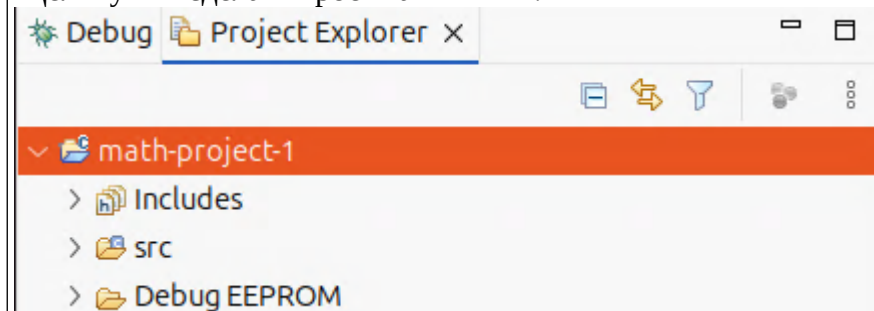 Debug Project Explorer
math-project-1
Includes
src
Debug EEPROM